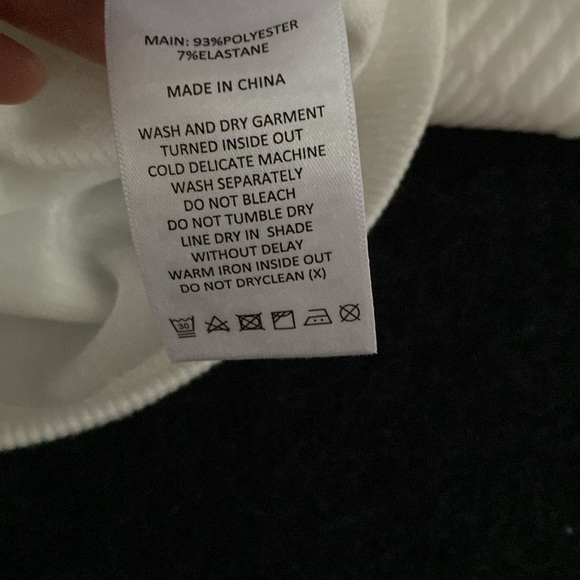 MAIN: 93%POLYESTER
7%ELASTANE
MADE IN CHINA
WASH AND DRY GARMENT
TURNED INSIDE OUT
COLD DELICATE MACHINE
WASH SEPARATELY
DO NOT BLEACH
DO NOT TUMBLE DRY
LINE DRY IN SHADE
WITHOUT DELAY
WARM IRON INSIDE OUT
DO NOT DRYCLEAN (X)
30